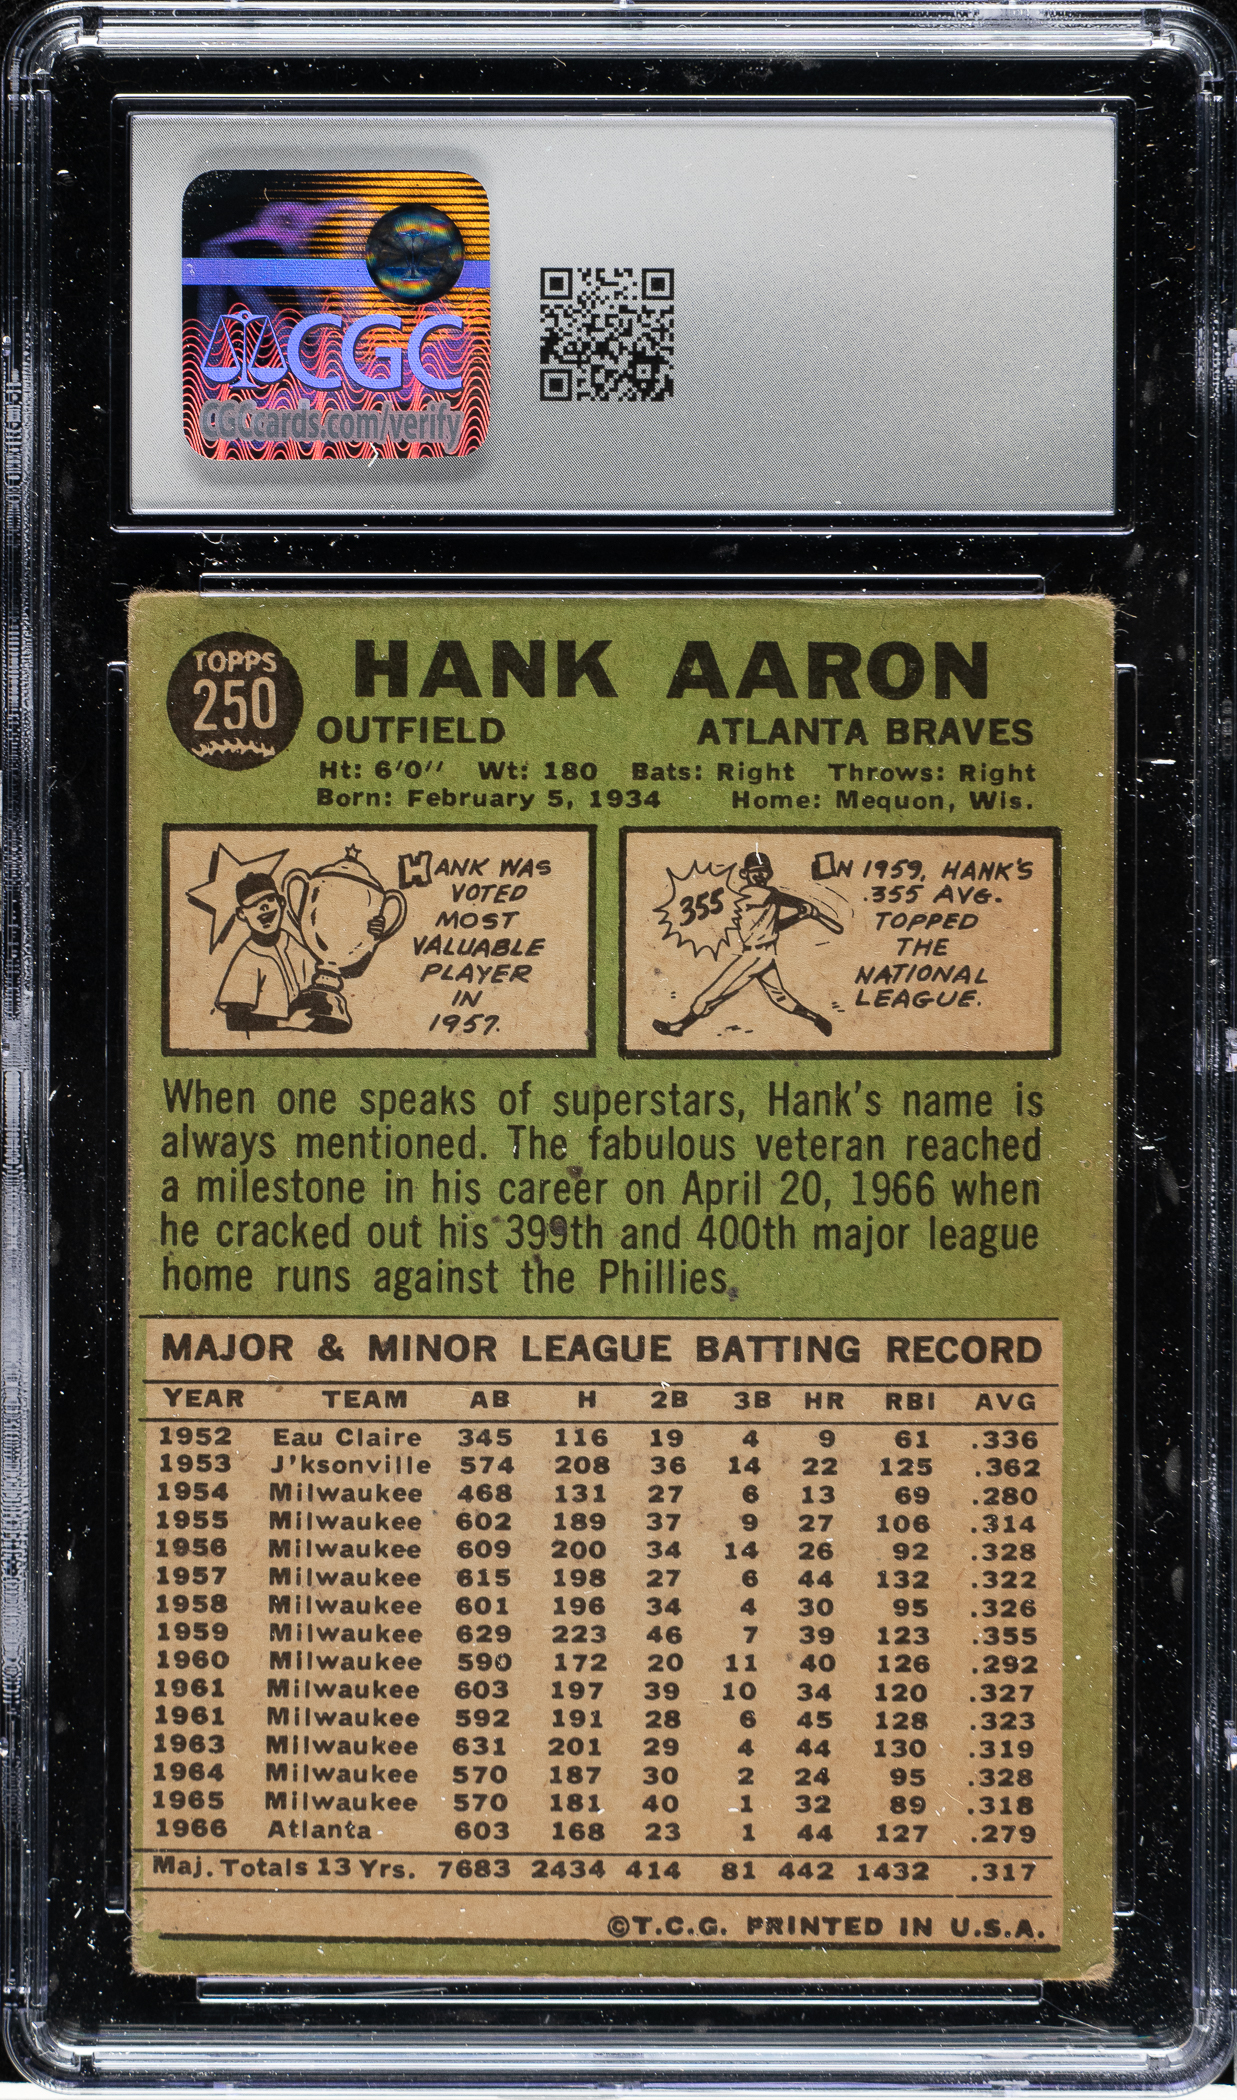 CGC
CGCcards.com/verify
TOPPS
250
HANK AARON
OUTFIELD ATLANTA BRAVES
Ht: 6'0" Wt: 180 Bats: Right Throws: Right
Born: February 5, 1934 Home: Mequon, Wis.
HANK WAS
VOTED
MOST
VALUABLE
PLAYER
IN
1957.
355
IN 1959, HANK'S
.355 AVG.
TOPPED
THE
NATIONAL
LEAGUE.
When one speaks of superstars, Hank's name is
always mentioned. The fabulous veteran reached
a milestone in his career on April 20, 1966 when
he cracked out his 399th and 400th major league
home runs against the Phillies.
MAJOR & MINOR LEAGUE BATTING RECORD
YEAR TEAM AB H 2B 3B HR RBI AVG
1952 Eau Claire 345 116 19 4 9 61 .336
1953 J'ksonville 574 208 36 14 22 125 .362
1954 Milwaukee 468 131 27 6 13 69 .280
1955 Milwaukee 602 189 37 9 27 106 .314
1956 Milwaukee 609 200 34 14 26 92 .328
1957 Milwaukee 615 198 27 6 44 132 .322
1958 Milwaukee 601 196 34 4 30 95 .326
1959 Milwaukee 629 223 46 7 39 123 .355
1960 Milwaukee 590 172 20 11 40 126 .292
1961 Milwaukee 603 197 39 10 34 120 .327
1961 Milwaukee 592 191 28 6 45 128 .323
1963 Milwaukee 631 201 29 4 44 130 .319
1964 Milwaukee 570 187 30 2 24 95 .328
1965 Milwaukee 570 181 40 1 32 89 .318
1966 Atlanta 603 168 23 1 44 127 .279
Maj. Totals 13 Yrs. 7683 2434 414 81 442 1432 .317
©T.C.G. PRINTED IN U.S.A.